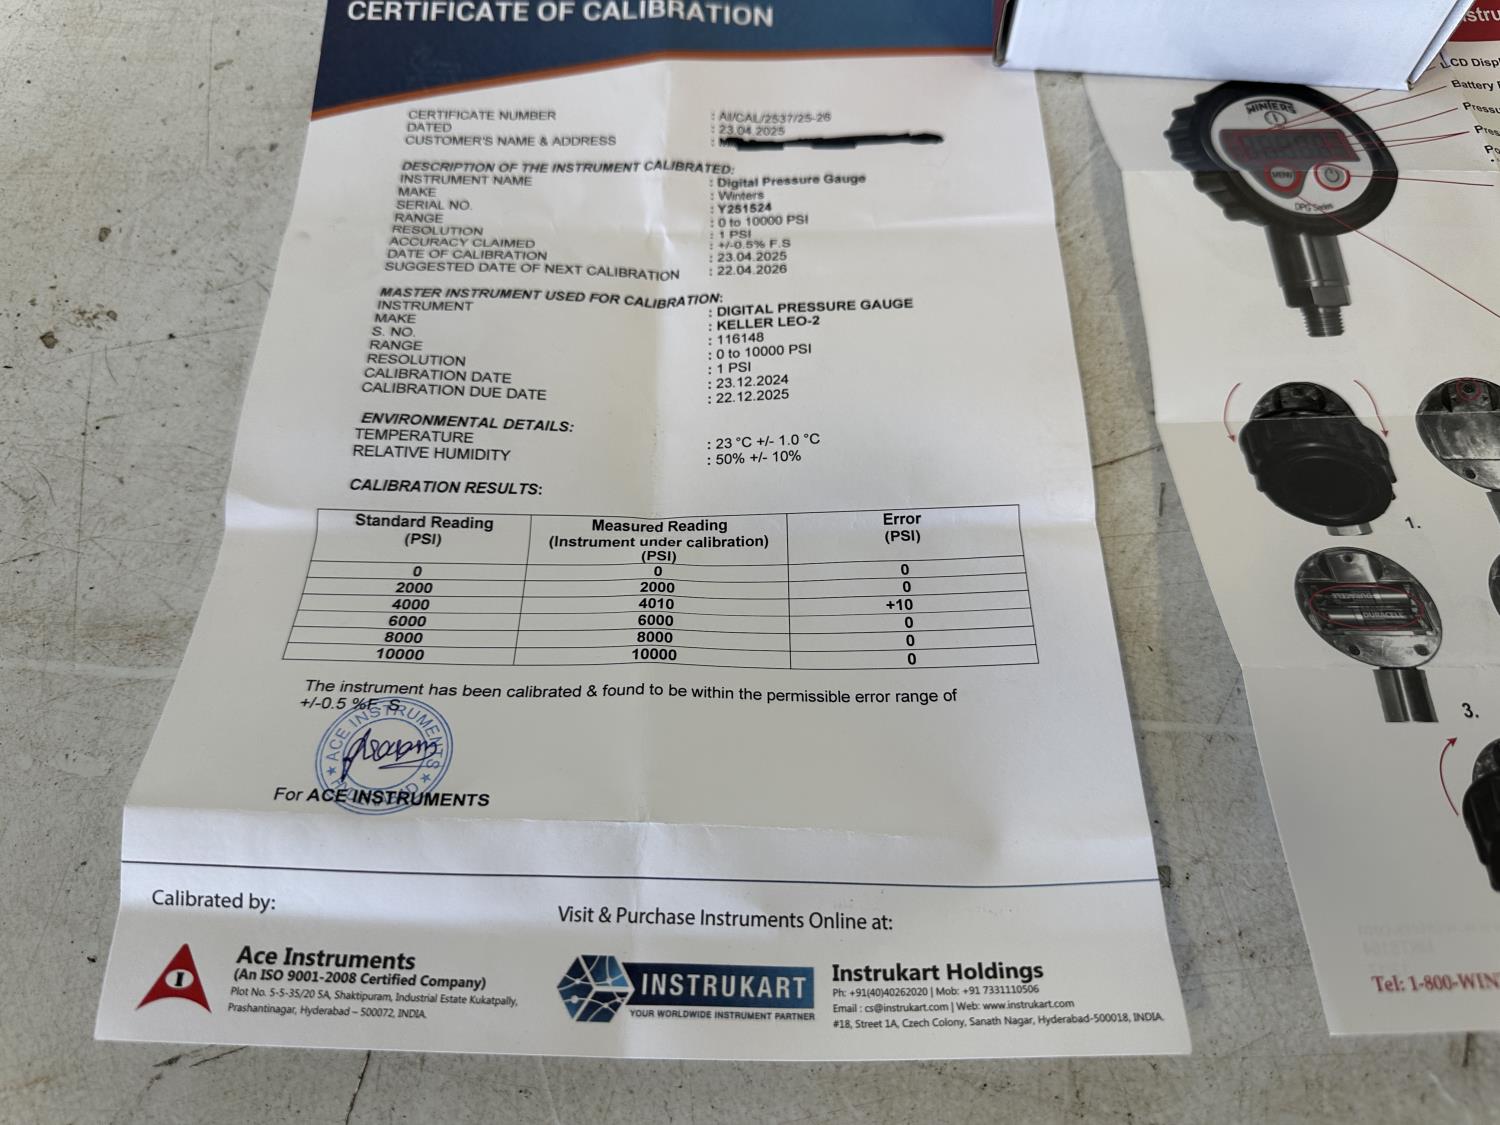 CERTIFICATE OF CALIBRATION
CERTIFICATE NUMBER : AI/CAL/2537/25-26
DATED : 23.04.2025
CUSTOMER'S NAME & ADDRESS :
DESCRIPTION OF THE INSTRUMENT CALIBRATED:
INSTRUMENT NAME : Digital Pressure Gauge
MAKE : Winters
SERIAL NO. : Y251524
RANGE : 0 to 10000 PSI
RESOLUTION : 1 PSI
ACCURACY CLAIMED : +/-0.5% F.S
DATE OF CALIBRATION : 23.04.2025
SUGGESTED DATE OF NEXT CALIBRATION : 22.04.2026
MASTER INSTRUMENT USED FOR CALIBRATION:
INSTRUMENT : DIGITAL PRESSURE GAUGE
MAKE : KELLER LEO-2
S. NO. : 116148
RANGE : 0 to 10000 PSI
RESOLUTION : 1 PSI
CALIBRATION DATE : 23.12.2024
CALIBRATION DUE DATE : 22.12.2025
ENVIRONMENTAL DETAILS:
TEMPERATURE : 23 °C +/- 1.0 °C
RELATIVE HUMIDITY : 50% +/- 10%
CALIBRATION RESULTS:
Standard Reading (PSI) Measured Reading (Instrument under calibration) (PSI) Error (PSI)
0 0 0
2000 2000 0
4000 4010 +10
6000 6000 0
8000 8000 0
10000 10000 0
The instrument has been calibrated & found to be within the permissible error range of
+/-0.5 %F. S.
ACE INSTRUMENTS
For ACE INSTRUMENTS
Calibrated by:
Ace Instruments
(An ISO 9001-2008 Certified Company)
Plot No. 5-5-35/20 5A, Shaktipuram, Industrial Estate Kukatpally,
Prashantinagar, Hyderabad – 500072, INDIA.
Visit & Purchase Instruments Online at:
INSTRUKART
YOUR WORLDWIDE INSTRUMENT PARTNER
Instrukart Holdings
Ph: +91(40)40262020 | Mob: +91 7331110506
Email : cs@instrukart.com | Web: www.instrukart.com
#18, Street 1A, Czech Colony, Sanath Nagar, Hyderabad-500018, INDIA.
LCD Disp
Battery
WINTERS
MENU
DPG Series
1.
DURACELL
DURACELL
3.
Tel: 1-800-WIN